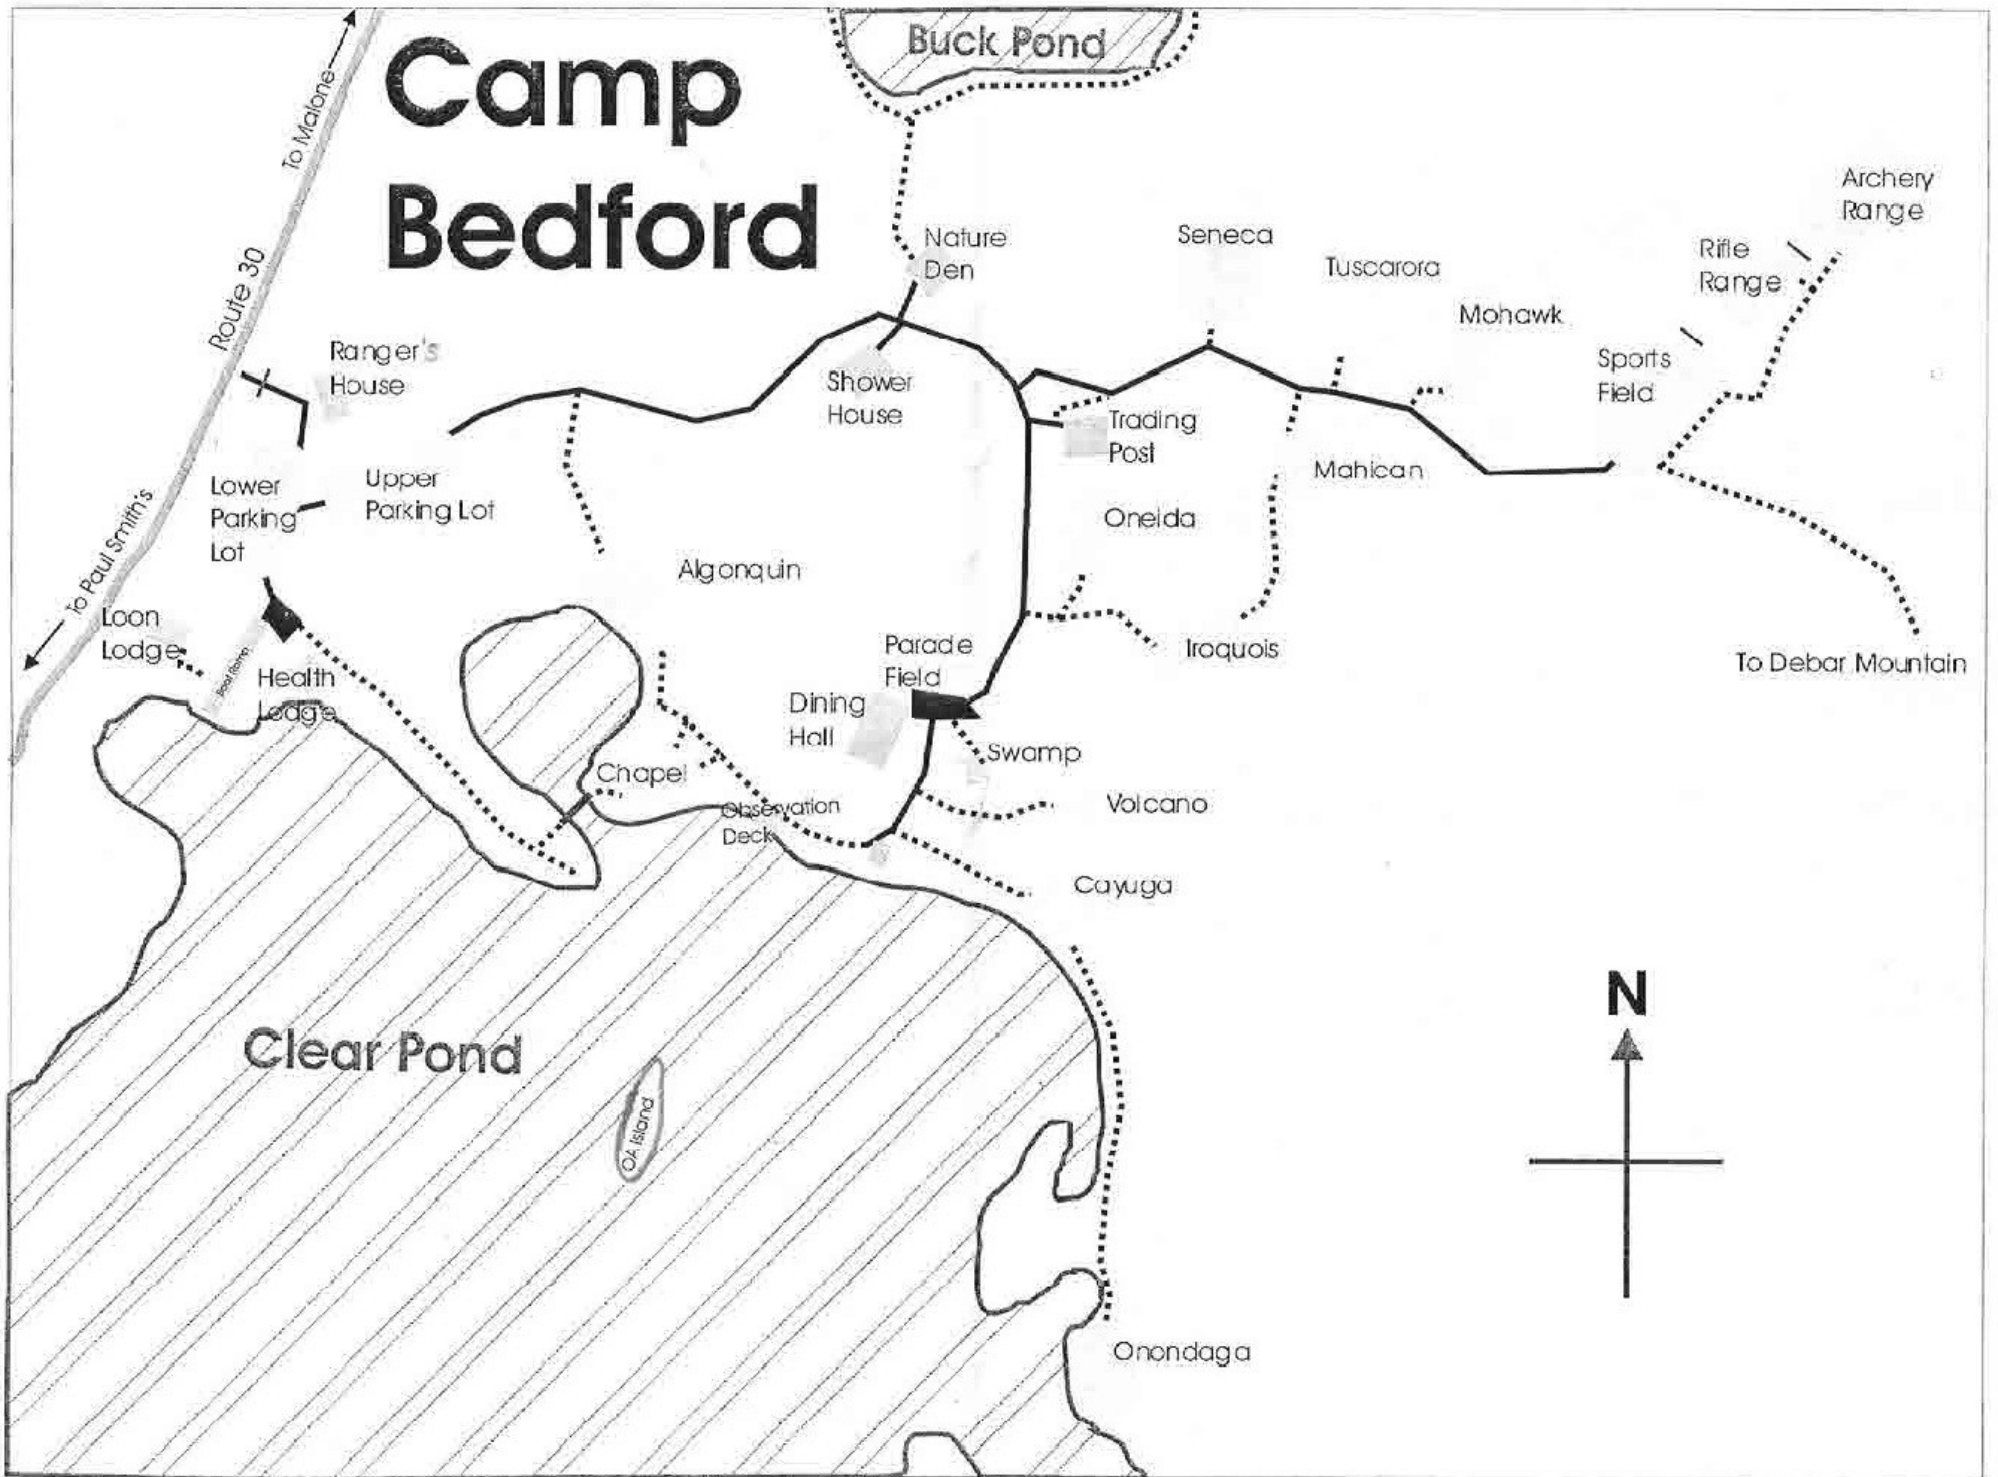 Camp
Bedford
Buck Pond
To Malone
Route 30
To Paul Smith's
Archery
Range
Rifle
Range
Nature
Den
Seneca
Tuscarora
Mohawk
Sports
Field
Ranger's
House
Shower
House
Trading
Post
Mahican
Lower
Parking
Lot
Upper
Parking Lot
Oneida
Algonquin
Loon
Lodge
Boat Ramp
Health
Lodge
Parade
Field
Iroquois
To Debar Mountain
Dining
Hall
Swamp
Chapel
Observation
Deck
Volcano
Cayuga
N
Clear Pond
OA Island
Onondaga